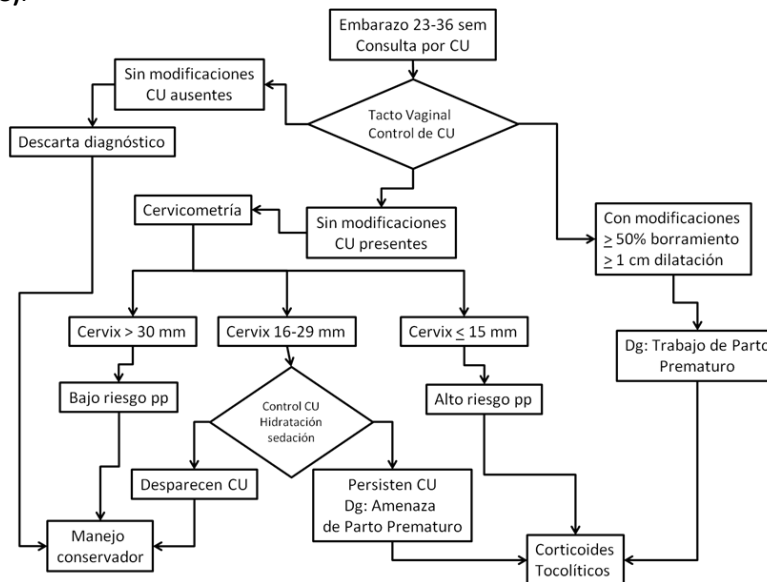 Embarazo 23-36 sem
Consulta por CU
Sin modificaciones
CU ausentes
Tacto Vaginal
Control de CU
Descarta diagnóstico
Cervicometría
Sin modificaciones
CU presentes
Con modificaciones
≥ 50% borramiento
≥ 1 cm dilatación
Cervix > 30 mm
Cervix 16-29 mm
Cervix ≤ 15 mm
Dg: Trabajo de Parto
Prematuro
Bajo riesgo pp
Control CU
Hidratación
sedación
Alto riesgo pp
Desparecen CU
Persisten CU
Dg: Amenaza
de Parto Prematuro
Manejo
conservador
Corticoides
Tocolíticos